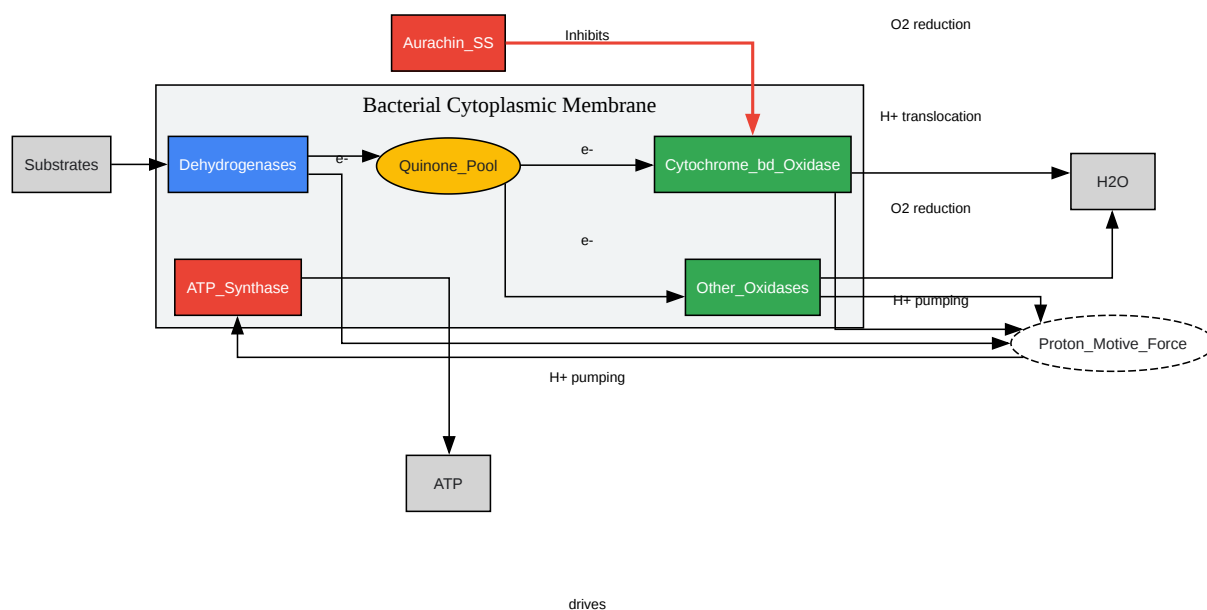 O2 reduction
Inhibits
Aurachin_SS
Bacterial Cytoplasmic Membrane
H+ translocation
e-
e-
Substrates
Dehydrogenases
Quinone_Pool
Cytochrome_bd_Oxidase
H2O
O2 reduction
e-
ATP_Synthase
Other_Oxidases
H+ pumping
Proton_Motive_Force
H+ pumping
ATP
drives